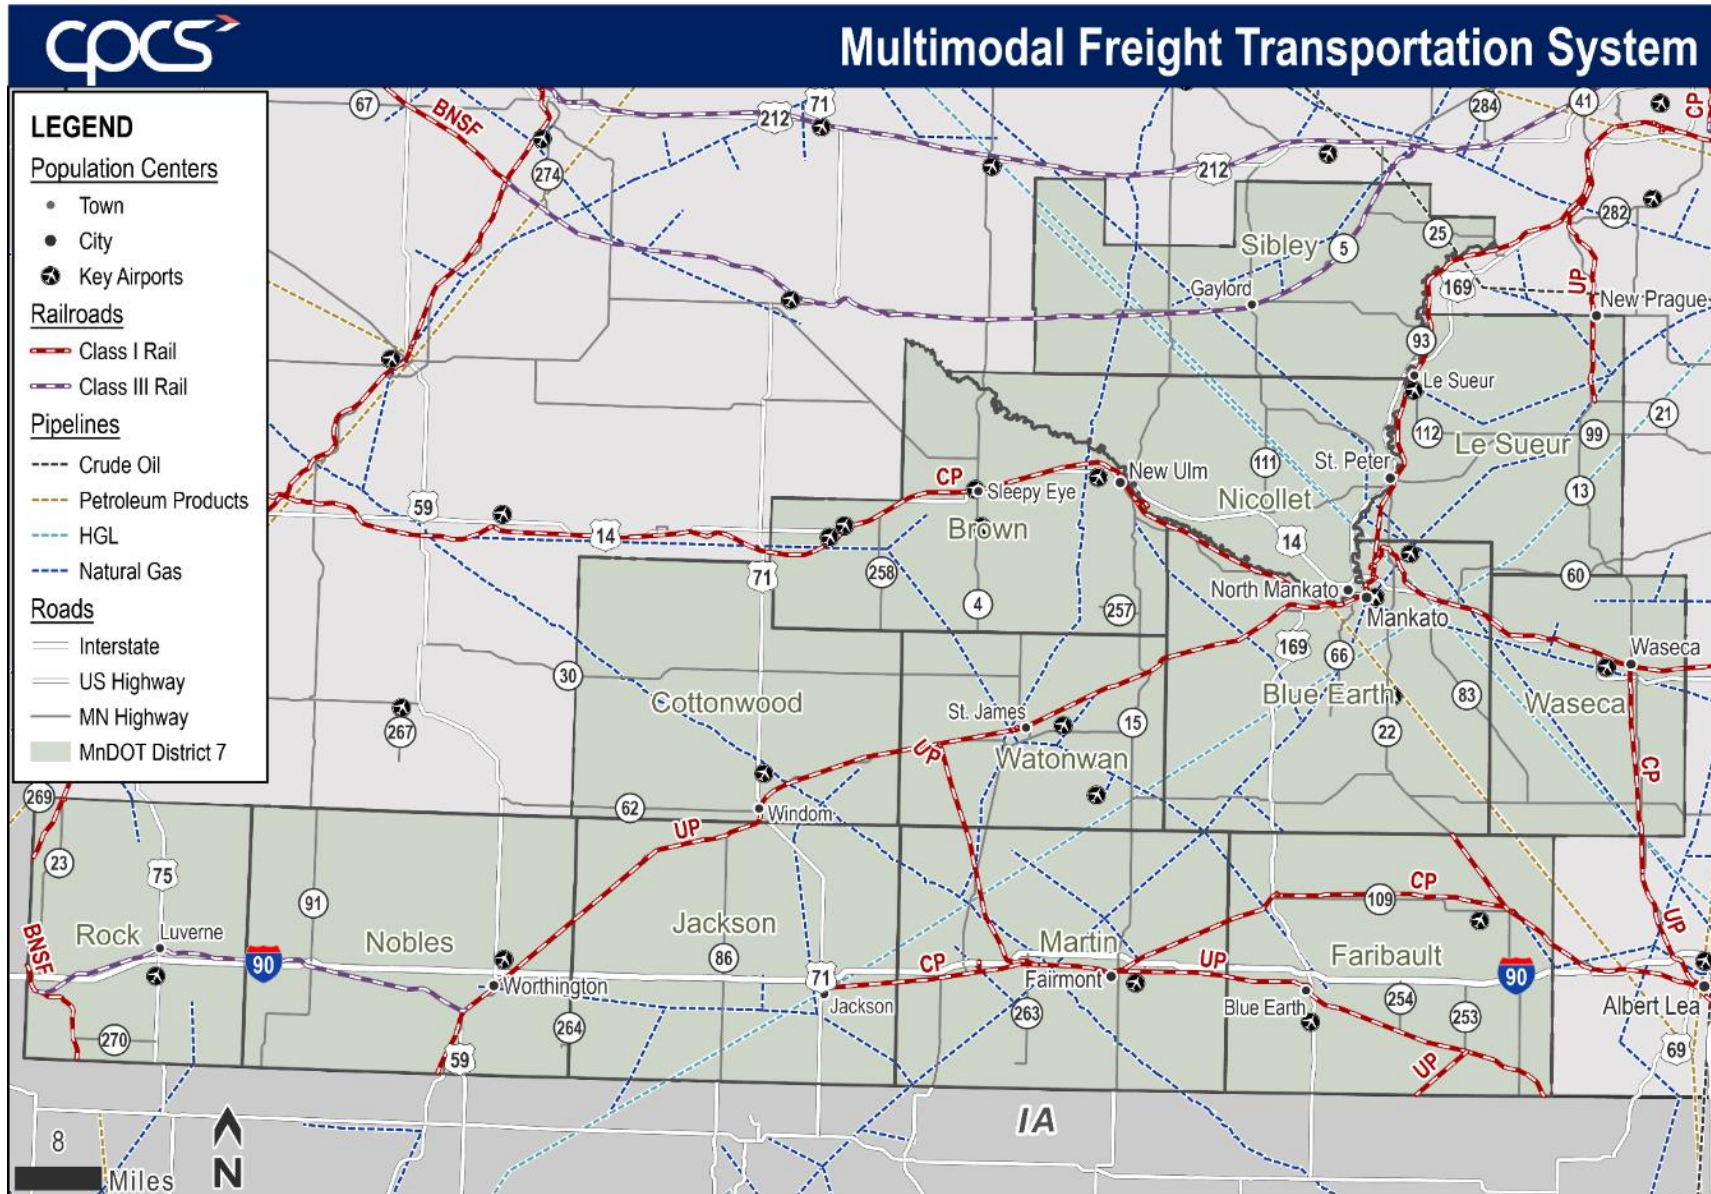 cpcs
Multimodal Freight Transportation System
LEGEND
Population Centers
Town
City
Key Airports
Railroads
Class I Rail
Class III Rail
Pipelines
Crude Oil
Petroleum Products
HGL
Natural Gas
Roads
Interstate
US Highway
MN Highway
MnDOT District 7
67
BNSF
274
212
71
212
284
41
CP
282
25
Sibley
5
Gaylord
169
UP
New Prague
93
Le Sueur
21
112
99
Le Sueur
111
St. Peter
13
CP
New Ulm
Sleepy Eye
Nicollet
59
14
Brown
14
71
258
60
4
257
North Mankato
Mankato
169
66
Waseca
30
Cottonwood
Blue Earth
83
Waseca
267
St. James
15
22
UP
Watonwan
CP
269
62
Windom
UP
23
75
91
CP
109
UP
BNSF
Rock
Luverne
Nobles
Jackson
Martin
Faribault
90
86
71
CP
UP
90
Worthington
Fairmont
Jackson
Blue Earth
254
Albert Lea
270
264
263
253
59
UP
69
IA
8
Miles
N